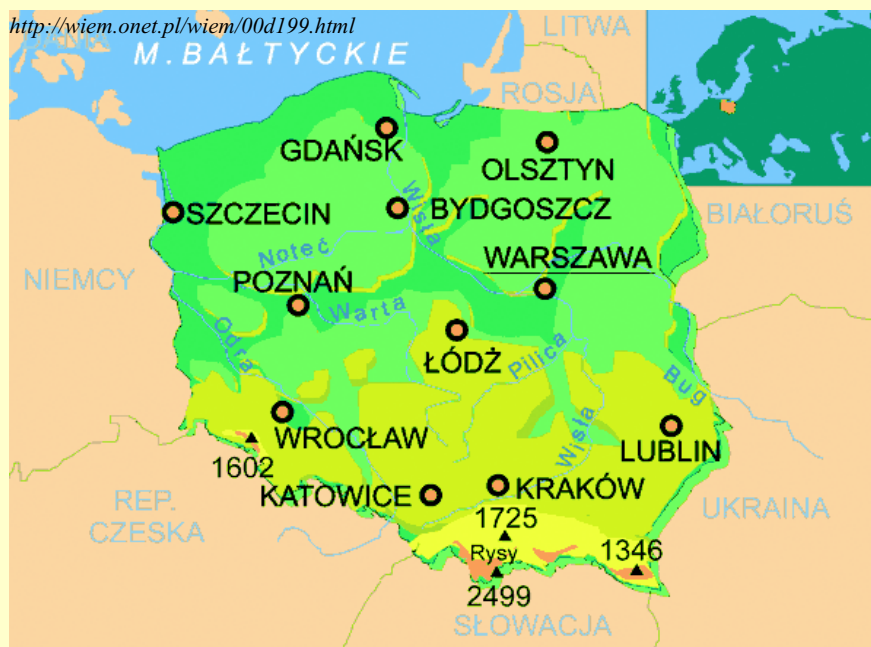 http://wiem.onet.pl/wiem/00d199.html
LITWA
DANIA
M. BAŁTYCKIE
ROSJA
GDAŃSK
OLSZTYN
Wisła
SZCZECIN
BYDGOSZCZ
BIAŁORUŚ
Noteć
WARSZAWA
NIEMCY
POZNAŃ
Warta
Odra
ŁÓDŹ
Pilica
Bug
Wisła
WROCŁAW
LUBLIN
1602
KATOWICE
KRAKÓW
REP.
CZESKA
UKRAINA
1725
Rysy
1346
2499
SŁOWACJA